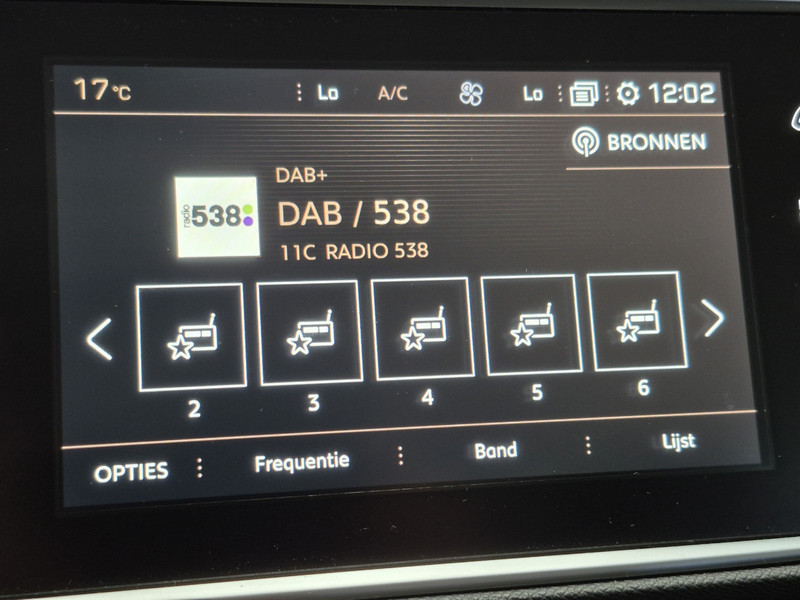 17°C
Lo A/C Lo 12:02
BRONNEN
DAB+
radio 538
DAB / 538
11C RADIO 538
2 3 4 5 6
OPTIES Frequentie Band Lijst